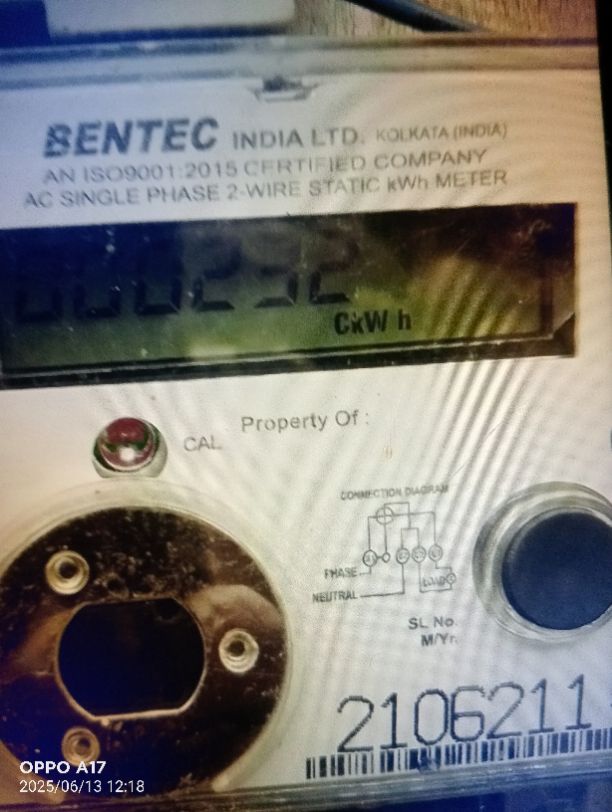 BENTEC INDIA LTD. KOLKATA (INDIA)
AN ISO9001:2015 CERTIFIED COMPANY
AC SINGLE PHASE 2-WIRE STATIC kWh METER
000292
CkW h
CAL
Property Of :
CONNECTION DIAGRAM
PHASE
LOAD
NEUTRAL
SL No.
M/Yr.
2106211
OPPO A17
2025/06/13 12:18